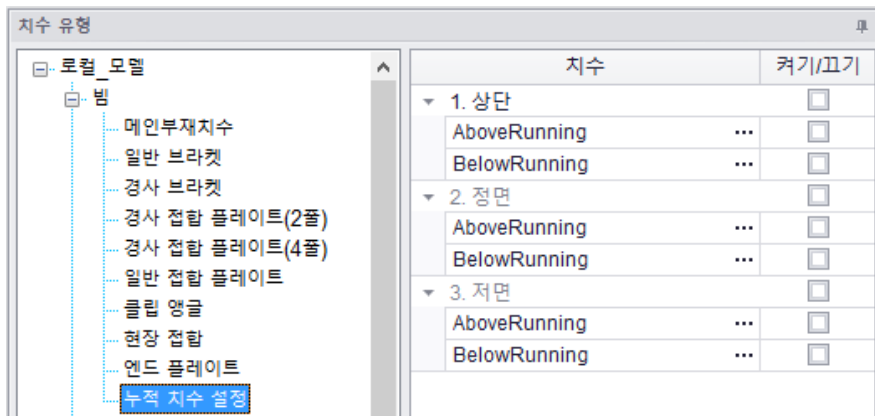 치수 유형
로컬_모델
빔
메인부재치수
일반 브라켓
경사 브라켓
경사 접합 플레이트(2풀)
경사 접합 플레이트(4풀)
일반 접합 플레이트
클립 앵글
현장 접합
엔드 플레이트
누적 치수 설정
치수 켜기/끄기
1. 상단
AboveRunning ...
BelowRunning ...
2. 정면
AboveRunning ...
BelowRunning ...
3. 저면
AboveRunning ...
BelowRunning ...